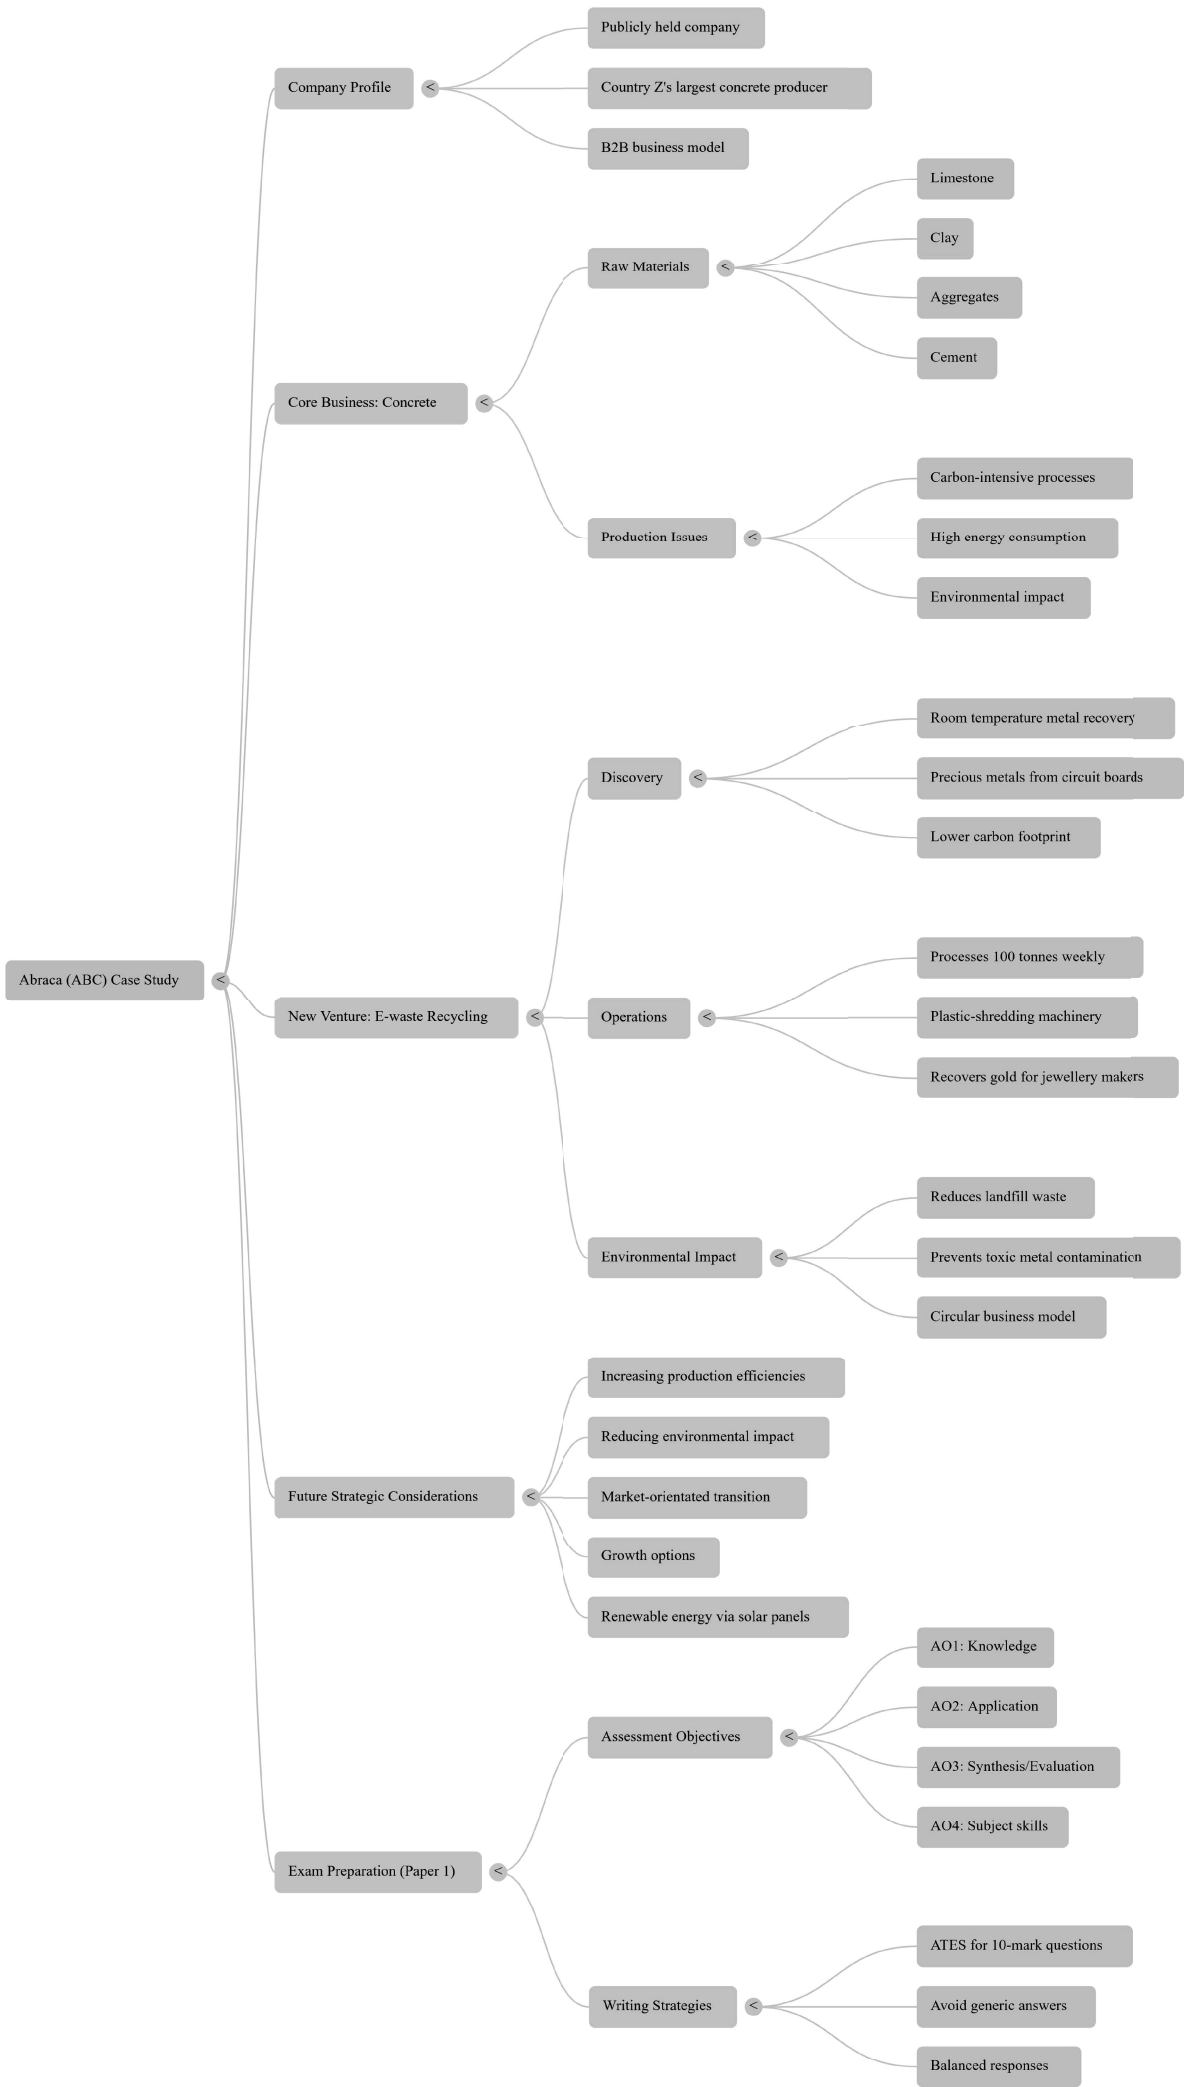 Publicly held company
Company Profile
<
Country Z's largest concrete producer
B2B business model
Limestone
Clay
Raw Materials
<
Aggregates
Cement
Core Business: Concrete
<
Carbon-intensive processes
Production Issues
<
High energy consumption
Environmental impact
Room temperature metal recovery
Discovery
<
Precious metals from circuit boards
Lower carbon footprint
Processes 100 tonnes weekly
Abraca (ABC) Case Study
<
New Venture: E-waste Recycling
<
Operations
<
Plastic-shredding machinery
Recovers gold for jewellery makers
Reduces landfill waste
Environmental Impact
<
Prevents toxic metal contamination
Circular business model
Increasing production efficiencies
Reducing environmental impact
Future Strategic Considerations
<
Market-orientated transition
Growth options
Renewable energy via solar panels
AO1: Knowledge
AO2: Application
Assessment Objectives
<
AO3: Synthesis/Evaluation
AO4: Subject skills
Exam Preparation (Paper 1)
<
ATES for 10-mark questions
Writing Strategies
<
Avoid generic answers
Balanced responses